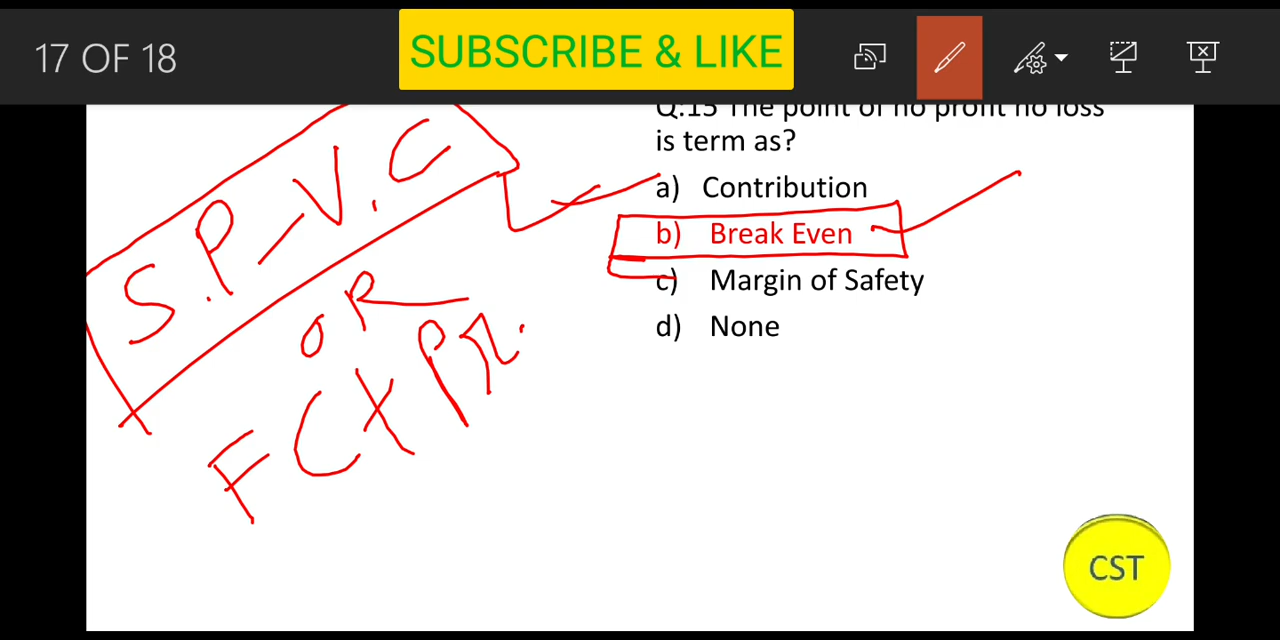 17 OF 18
SUBSCRIBE & LIKE
Q:15 The point of no profit no loss
is term as?
a) Contribution
b) Break Even
c) Margin of Safety
d) None
S.P - V.C
OR
FC+ Pr.
CST